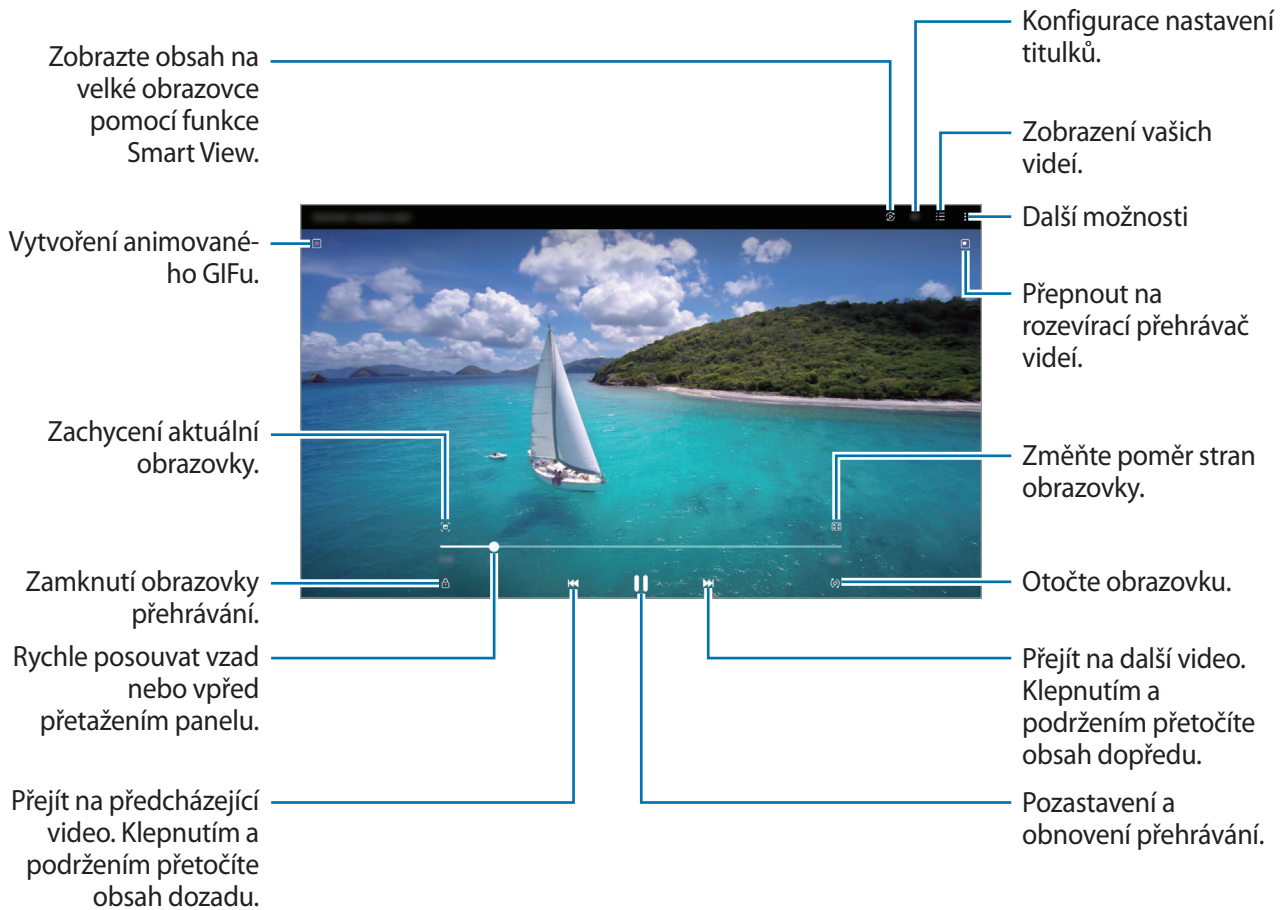 Zobrazte obsah na
velké obrazovce
pomocí funkce
Smart View.
Vytvoření animované-
ho GIFu.
Zachycení aktuální
obrazovky.
Zamknutí obrazovky
přehrávání.
Rychle posouvat vzad
nebo vpřed
přetažením panelu.
Přejít na předcházející
video. Klepnutím a
podržením přetočíte
obsah dozadu.
Konfigurace nastavení
titulků.
Zobrazení vašich
videí.
Další možnosti
Přepnout na
rozevírací přehrávač
videí.
Změňte poměr stran
obrazovky.
Otočte obrazovku.
Přejít na další video.
Klepnutím a
podržením přetočíte
obsah dopředu.
Pozastavení a
obnovení přehrávání.